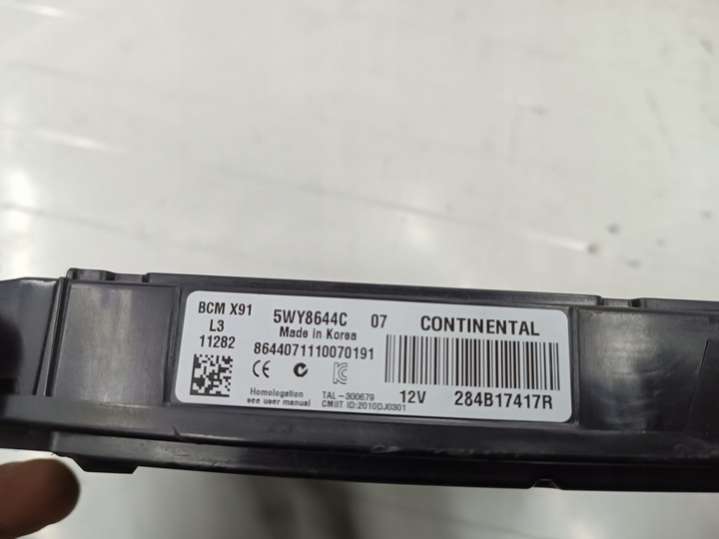 BCM X91
L3
11282
5WY8644C 07
Made in Korea
8644071110070191
CE
Homologation
see user manual
TAL-300679
CMIIT ID:2010DJ0301
CONTINENTAL
12V 284B17417R